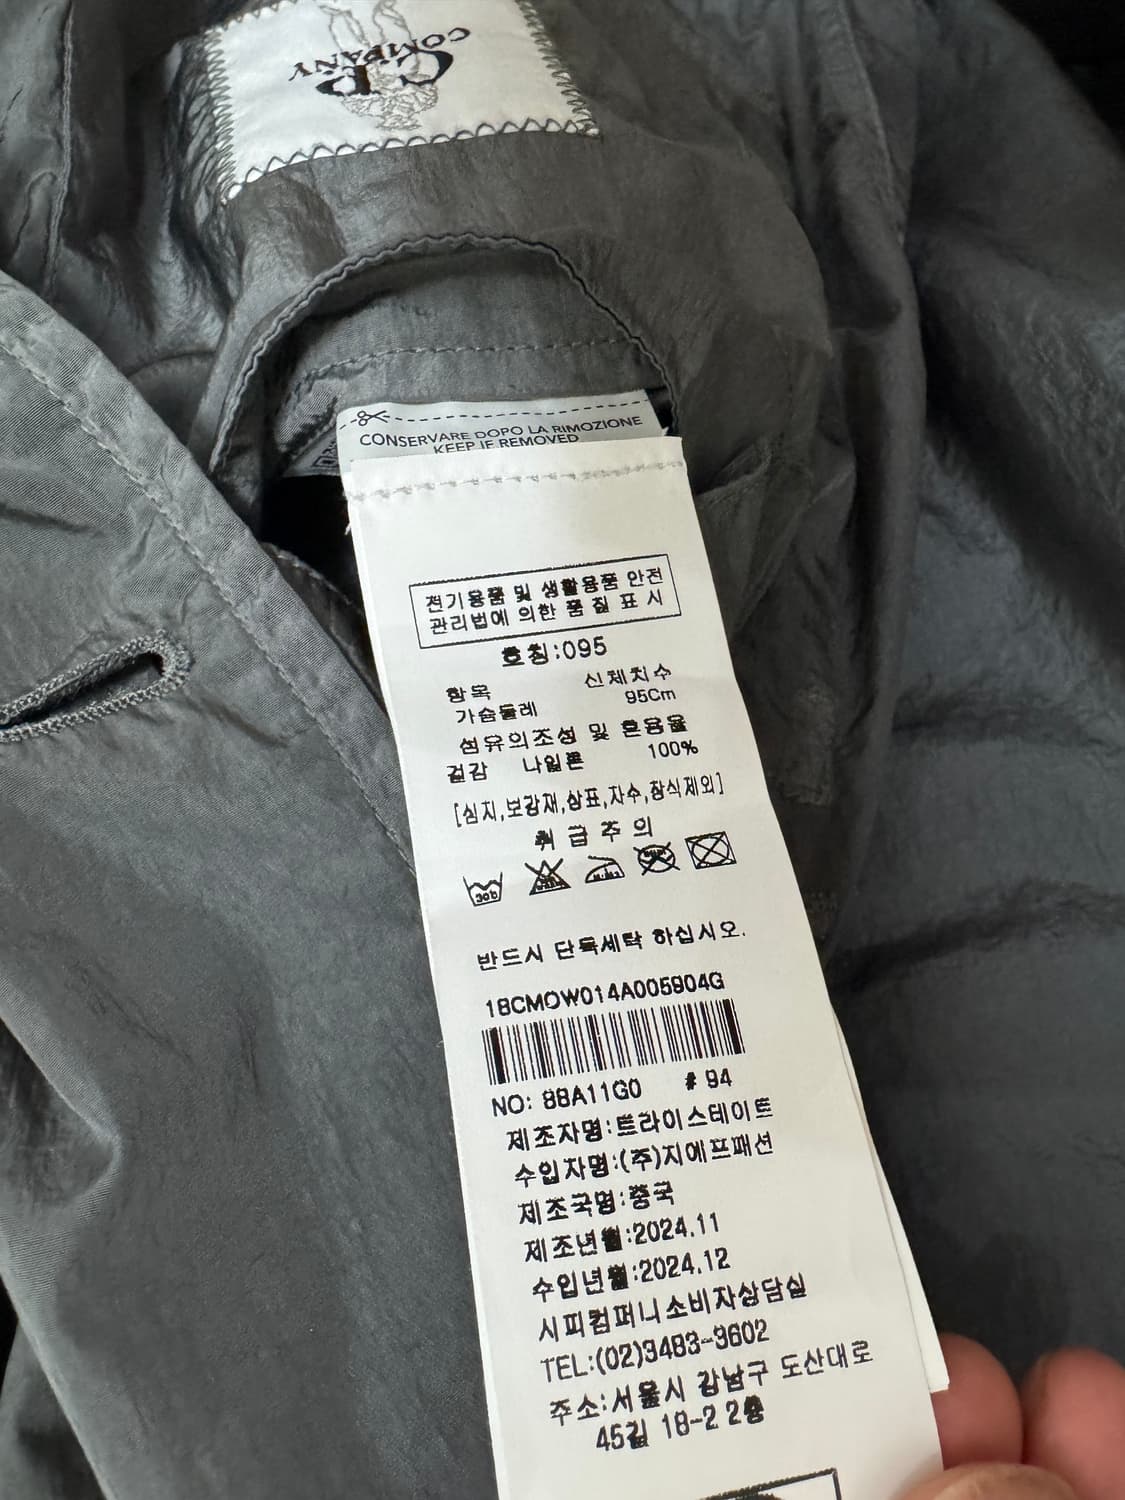 C.P.
COMPANY
CONSERVARE DOPO LA RIMOZIONE
KEEP IF REMOVED
전기용품 및 생활용품 안전
관리법에 의한 품질 표시
호칭:095
항목 신체치수
가슴둘레 95Cm
섬유의조성 및 혼용율
겉감 나일론 100%
[심지,보강재,상표,자수,장식제외]
취급주의
반드시 단독세탁 하십시오.
18CMOW014A005904G
NO: 88A11G0 # 94
제조자명:트라이스테이트
수입자명:(주)지에프패션
제조국명:중국
제조년월:2024.11
수입년월:2024.12
시피컴퍼니소비자상담실
TEL:(02)3483-3602
주소:서울시 강남구 도산대로
45길 18-2 2층